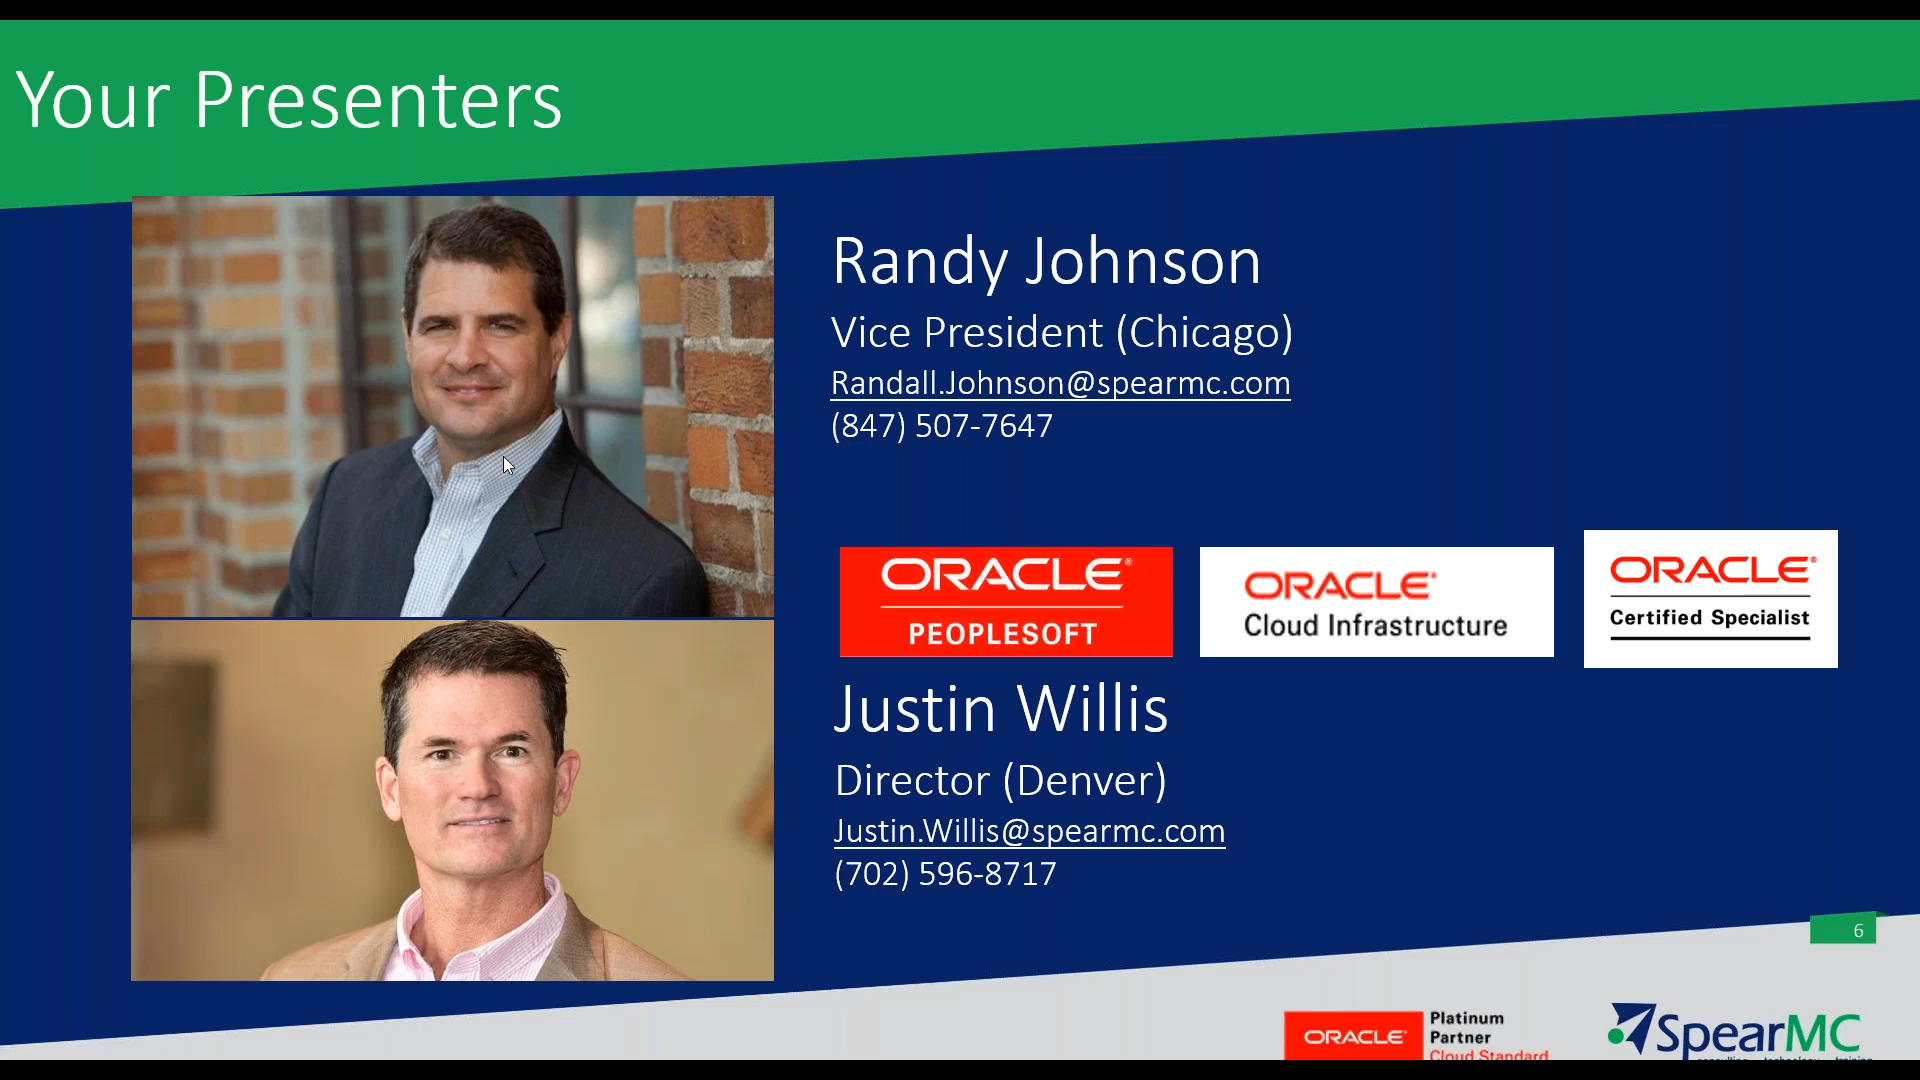 Your Presenters
Randy Johnson
Vice President (Chicago)
Randall.Johnson@spearmc.com
(847) 507-7647
ORACLE®
PEOPLESOFT
ORACLE®
Cloud Infrastructure
ORACLE®
Certified Specialist
Justin Willis
Director (Denver)
Justin.Willis@spearmc.com
(702) 596-8717
6
ORACLE®
Platinum
Partner
Cloud Standard
SpearMC